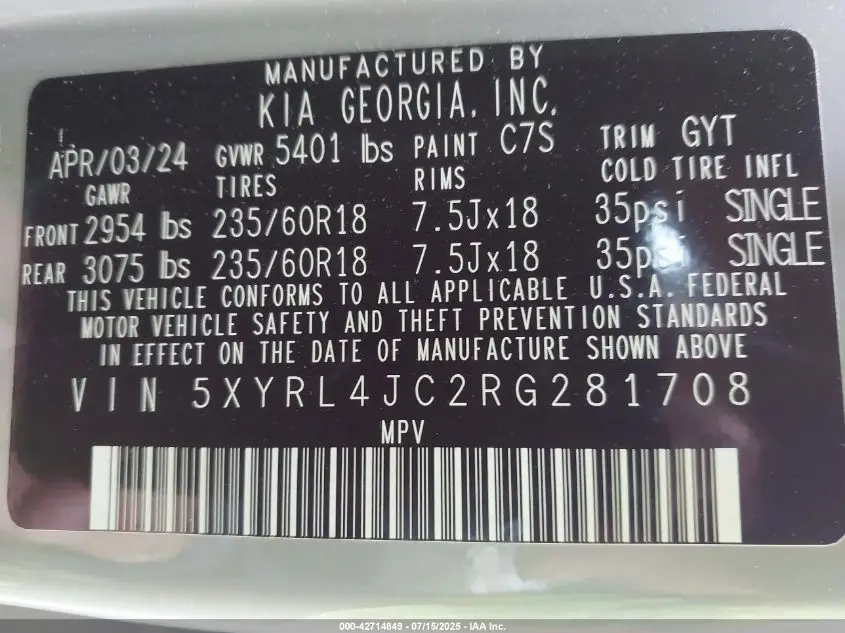 MANUFACTURED BY
KIA GEORGIA, INC.
APR/03/24 GVWR 5401 lbs PAINT C7S TRIM GYT
GAWR TIRES RIMS COLD TIRE INFL
FRONT 2954 lbs 235/60R18 7.5Jx18 35psi SINGLE
REAR 3075 lbs 235/60R18 7.5Jx18 35psi SINGLE
THIS VEHICLE CONFORMS TO ALL APPLICABLE U.S.A. FEDERAL
MOTOR VEHICLE SAFETY AND THEFT PREVENTION STANDARDS
IN EFFECT ON THE DATE OF MANUFACTURE SHOWN ABOVE
VIN 5XYRL4JC2RG281708
MPV
000-42714849 - 07/15/2025 - IAA Inc.